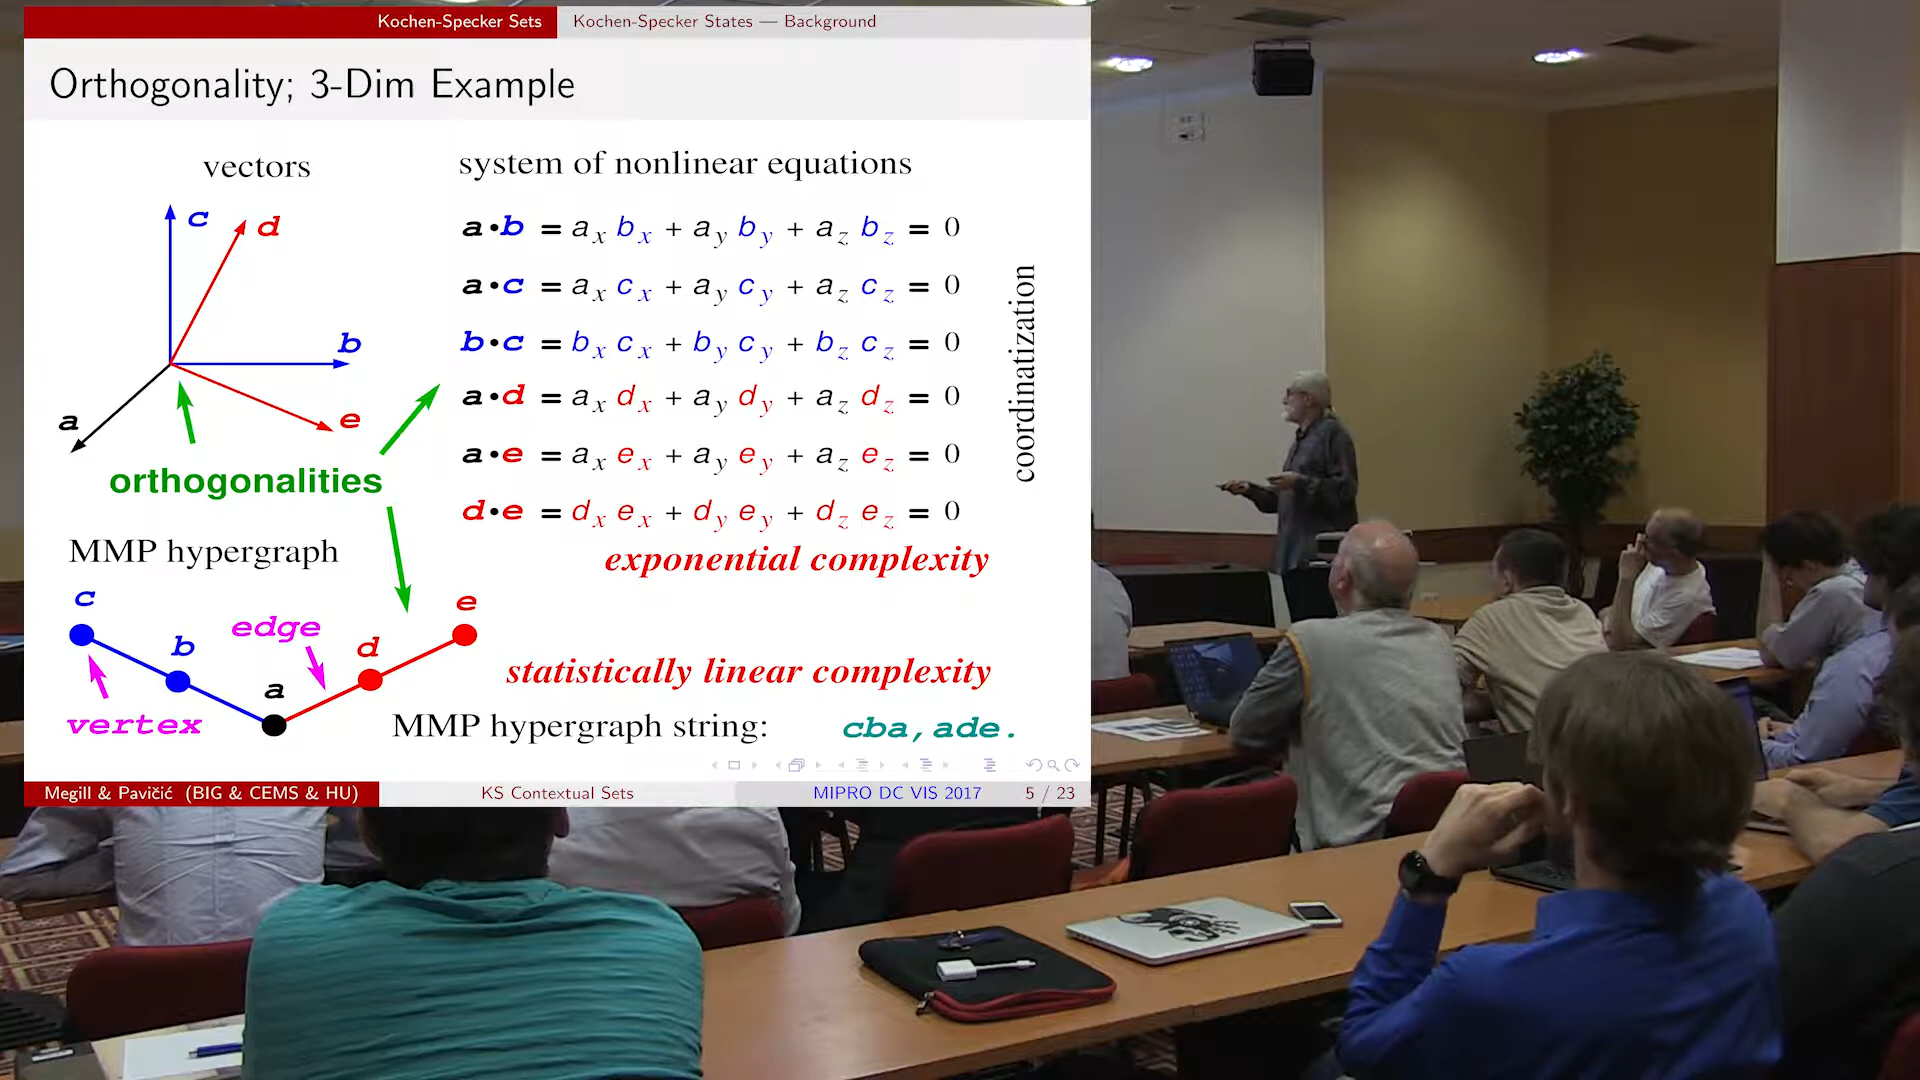 Kochen-Specker Sets
Kochen-Specker States — Background
Orthogonality; 3-Dim Example
vectors
system of nonlinear equations
c
d
b
a
e
a·b = a_x b_x + a_y b_y + a_z b_z = 0
a·c = a_x c_x + a_y c_y + a_z c_z = 0
b·c = b_x c_x + b_y c_y + b_z c_z = 0
a·d = a_x d_x + a_y d_y + a_z d_z = 0
a·e = a_x e_x + a_y e_y + a_z e_z = 0
d·e = d_x e_x + d_y e_y + d_z e_z = 0
coordinatization
orthogonalities
exponential complexity
MMP hypergraph
c
b
a
d
e
edge
vertex
statistically linear complexity
MMP hypergraph string: cba,ade.
Megill & Pavičić (BIG & CEMS & HU)
KS Contextual Sets
MIPRO DC VIS 2017
5 / 23